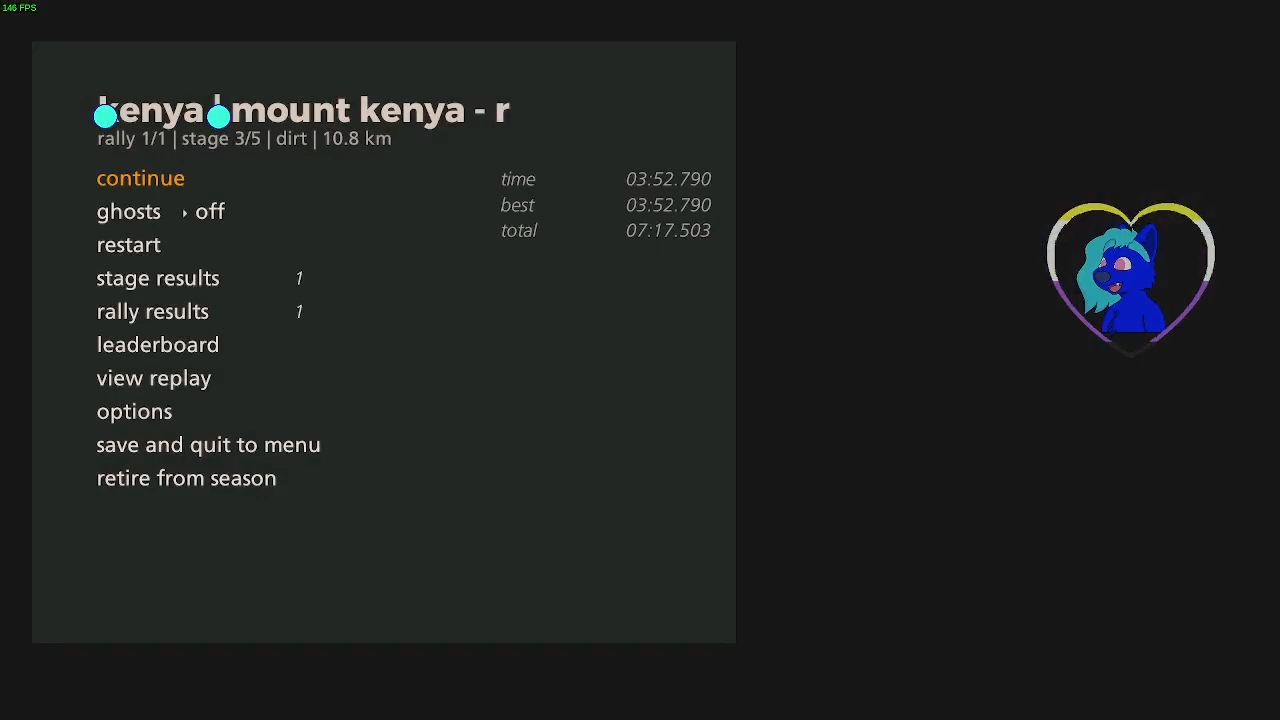 146 FPS
kenya | mount kenya - r
rally 1/1 | stage 3/5 | dirt | 10.8 km
continue
time 03:52.790
ghosts ‣ off
best 03:52.790
total 07:17.503
restart
stage results 1
rally results 1
leaderboard
view replay
options
save and quit to menu
retire from season